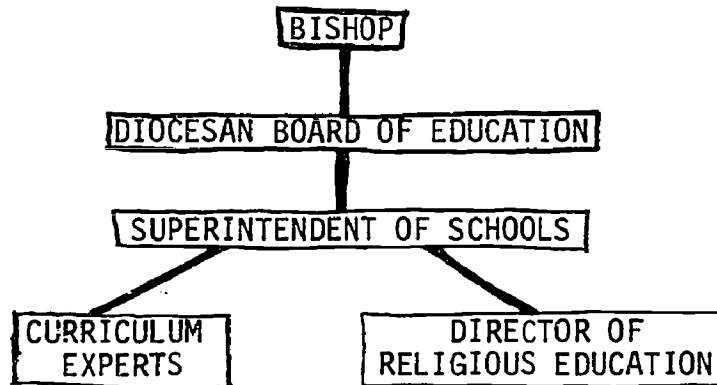 BISHOP
DIOCESAN BOARD OF EDUCATION
SUPERINTENDENT OF SCHOOLS
CURRICULUM
EXPERTS
DIRECTOR OF
RELIGIOUS EDUCATION